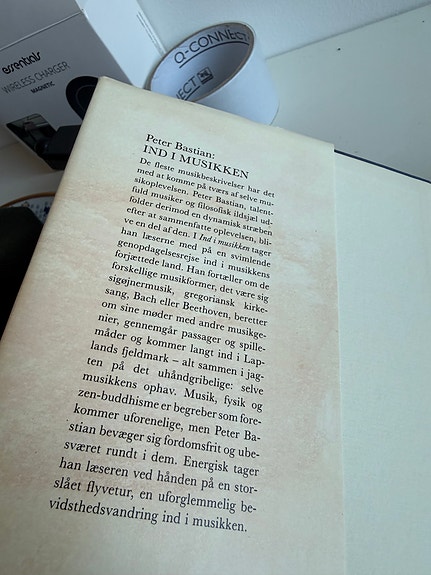 essentials
WIRELESS CHARGER
MAGNETIC
Q-CONNECT
NECT
Peter Bastian:
IND I MUSIKKEN
De fleste musikbeskrivelser har det
med at komme på tværs af selve mu-
sikoplevelsen. Peter Bastian, talent-
fuld musiker og filosofisk ildsjæl ud-
folder derimod en dynamisk stræben
efter at sammenfatte oplevelsen, bli-
ve en del af den. I Ind i musikken tager
han læserne med på en svimlende
genopdagelsesrejse ind i musikkens
forjættede land. Han fortæller om de
forskellige musikformer, det være sig
sigøjnermusik, gregoriansk kirke-
sang, Bach eller Beethoven, beretter
om sine møder med andre musikge-
nier, gennemgår passager og spille-
måder og kommer langt ind i Lap-
lands fjeldmark – alt sammen i jag-
ten på det uhåndgribelige: selve
musikkens ophav. Musik, fysik og
zen-buddhisme er begreber som fore-
kommer uforenelige, men Peter Ba-
stian bevæger sig fordomsfrit og ube-
sværet rundt i dem. Energisk tager
han læseren ved hånden på en stor-
slået flyvetur, en uforglemmelig be-
vidsthedsvandring ind i musikken.